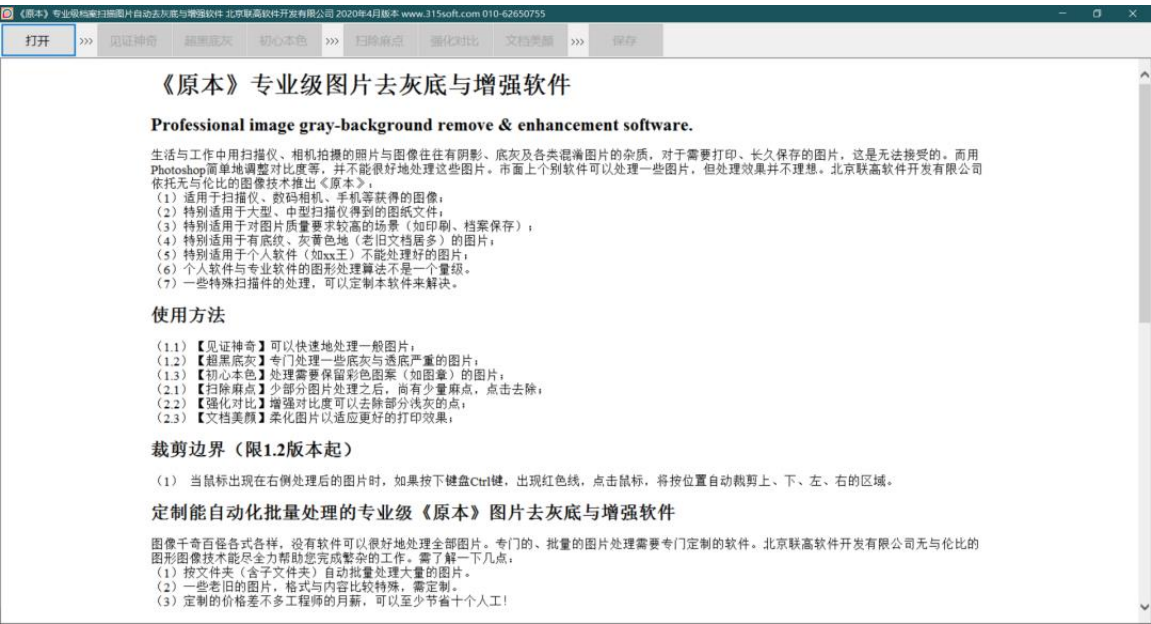 《原本》专业级档案扫描图片自动去灰底与增强软件 北京联高软件开发有限公司 2020年4月版本 www.315soft.com 010-62650755
打开 »» 见证神奇 超黑底灰 初心本色 »» 扫除麻点 强化对比 文档美颜 »» 保存
《原本》专业级图片去灰底与增强软件
Professional image gray-background remove & enhancement software.
生活与工作中用扫描仪、相机拍摄的照片与图像往往有阴影、底灰及各类混淆图片的杂质，对于需要打印、长久保存的图片，这是无法接受的。而用
Photoshop简单地调整对比度等，并不能很好地处理这些图片。市面上个别软件可以处理一些图片，但处理效果并不理想。北京联高软件开发有限公司
依托无与伦比的图像技术推出《原本》：
（1）适用于扫描仪、数码相机、手机等获得的图像；
（2）特别适用于大型、中型扫描仪得到的图纸文件；
（3）特别适用于对图片质量要求较高的场景（如印刷、档案保存）；
（4）特别适用于有底纹、灰黄色地（老旧文档居多）的图片；
（5）特别适用于个人软件（如xx王）不能处理好的图片；
（6）个人软件与专业软件的图形处理算法不是一个量级。
（7）一些特殊扫描件的处理，可以定制本软件来解决。
使用方法
（1.1）【见证神奇】可以快速地处理一般图片；
（1.2）【超黑底灰】专门处理一些底灰与透底严重的图片；
（1.3）【初心本色】处理需要保留彩色图案（如图章）的图片；
（2.1）【扫除麻点】少部分图片处理之后，尚有少量麻点，点击去除；
（2.2）【强化对比】增强对比度可以去除部分浅灰的点；
（2.3）【文档美颜】柔化图片以适应更好的打印效果；
裁剪边界（限1.2版本起）
（1） 当鼠标出现在右侧处理后的图片时，如果按下键盘Ctrl键，出现红色线，点击鼠标，将按位置自动裁剪上、下、左、右的区域。
定制能自动化批量处理的专业级《原本》图片去灰底与增强软件
图像千奇百怪各式各样，没有软件可以很好地处理全部图片。专门的、批量的图片处理需要专门定制的软件。北京联高软件开发有限公司无与伦比的
图形图像技术能尽全力帮助您完成繁杂的工作。需了解一下几点：
（1）按文件夹（含子文件夹）自动批量处理大量的图片。
（2）一些老旧的图片，格式与内容比较特殊，需定制。
（3）定制的价格差不多工程师的月薪，可以至少节省十个人工！